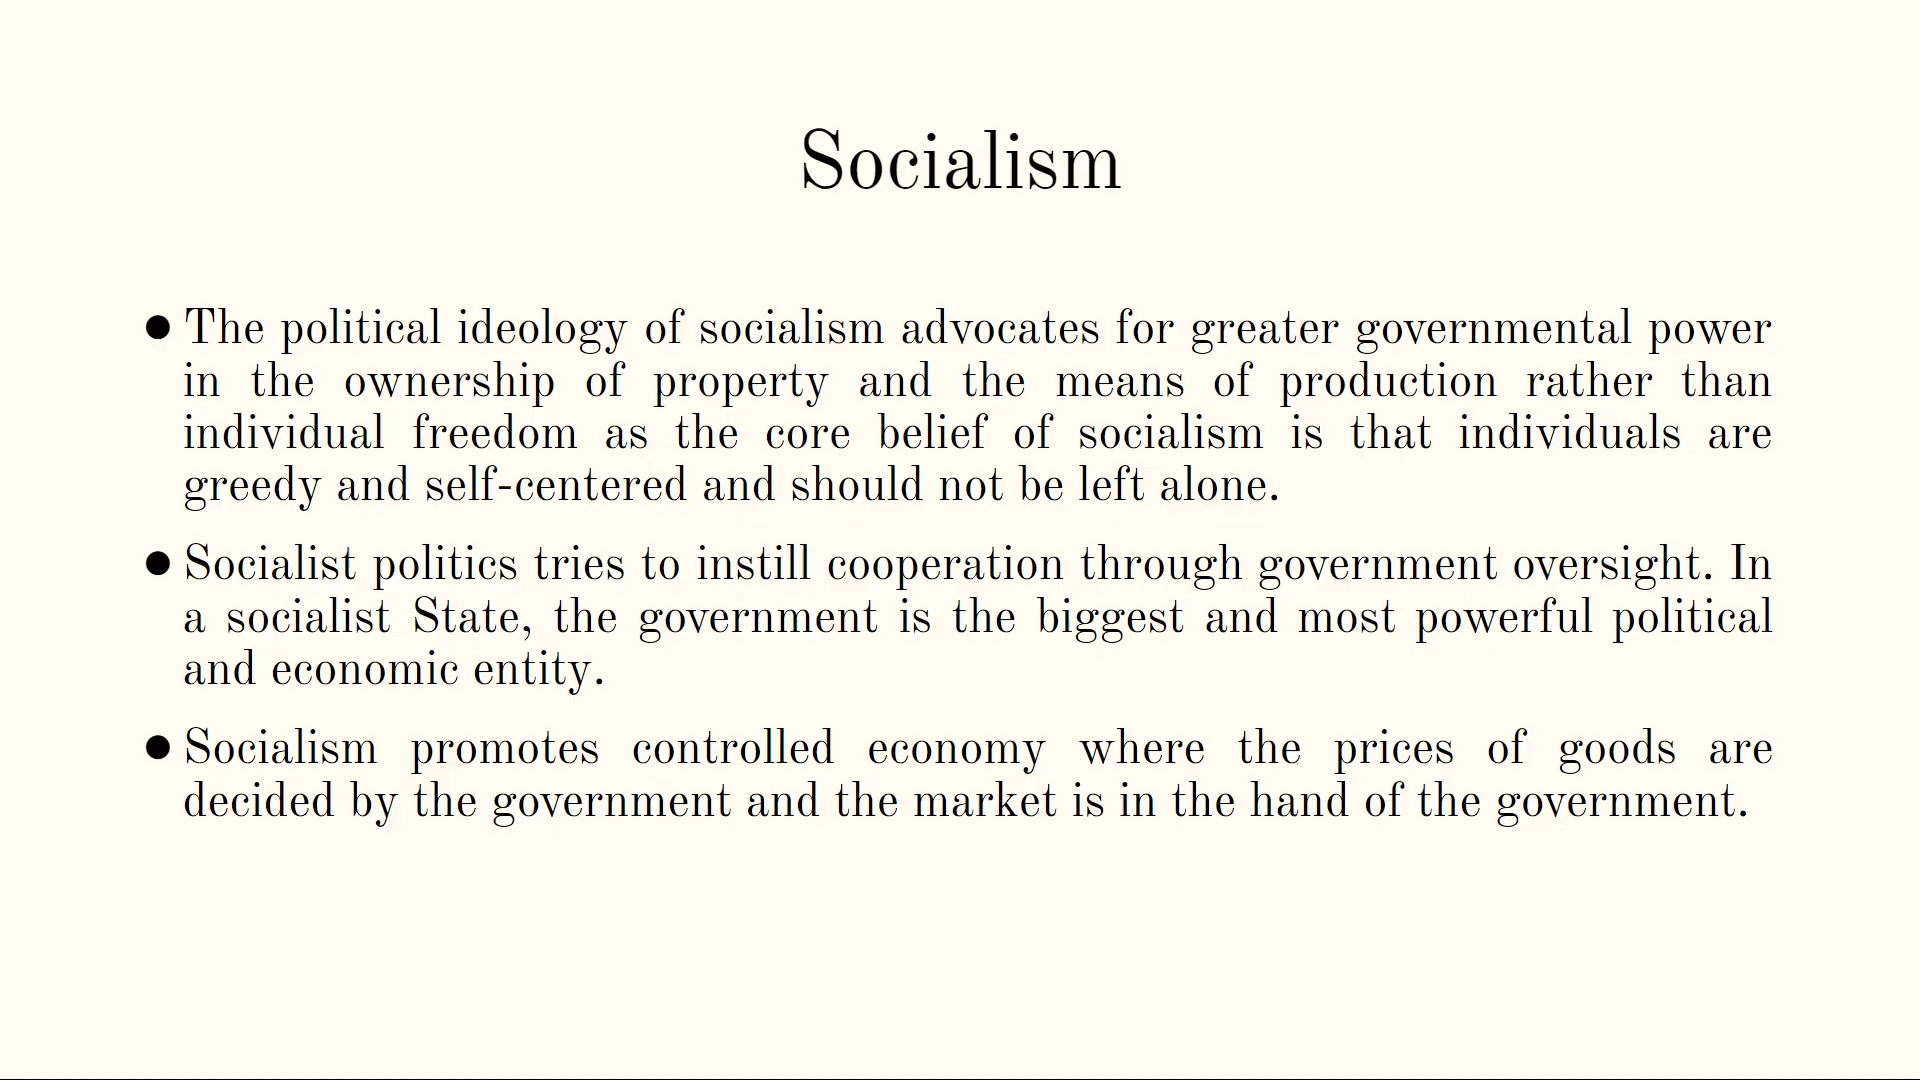 Socialism
● The political ideology of socialism advocates for greater governmental power
in the ownership of property and the means of production rather than
individual freedom as the core belief of socialism is that individuals are
greedy and self-centered and should not be left alone.
● Socialist politics tries to instill cooperation through government oversight. In
a socialist State, the government is the biggest and most powerful political
and economic entity.
● Socialism promotes controlled economy where the prices of goods are
decided by the government and the market is in the hand of the government.